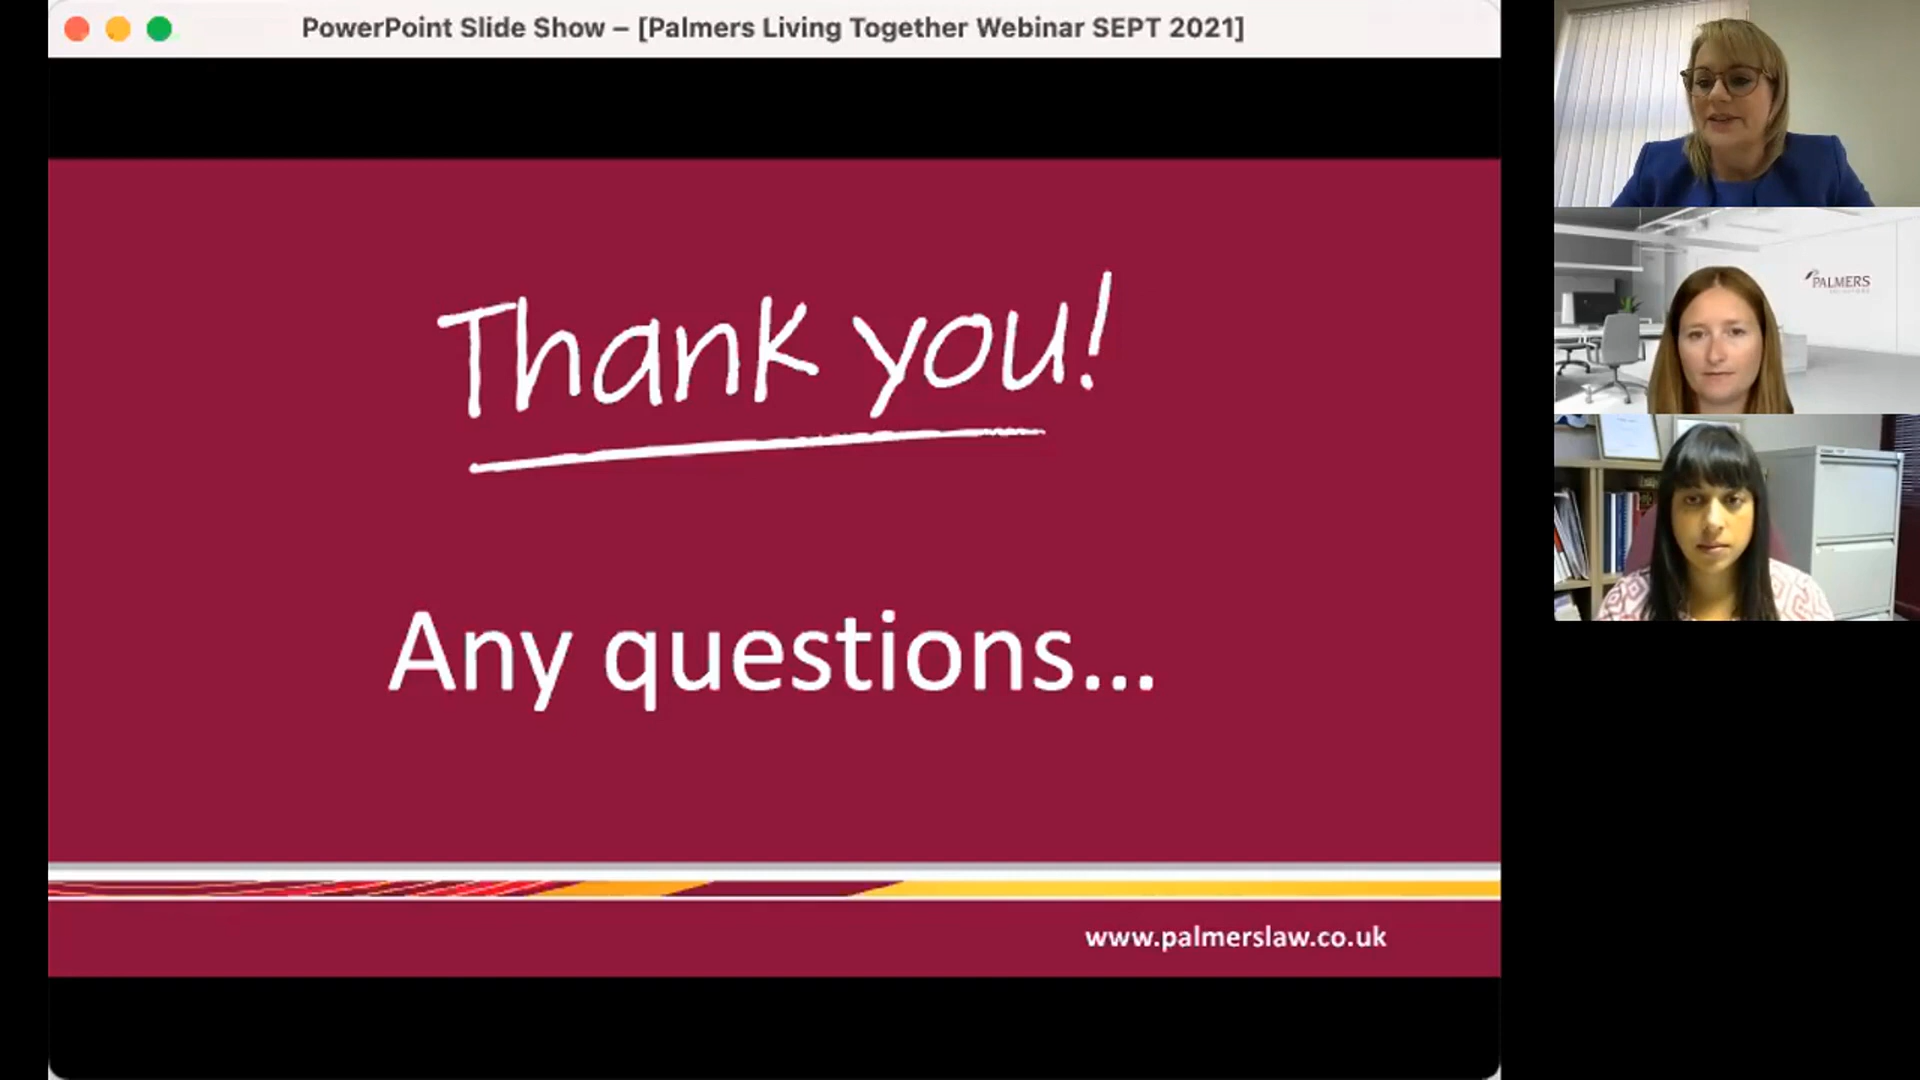 PowerPoint Slide Show – [Palmers Living Together Webinar SEPT 2021]
Thank you!
Any questions...
www.palmerslaw.co.uk
PALMERS